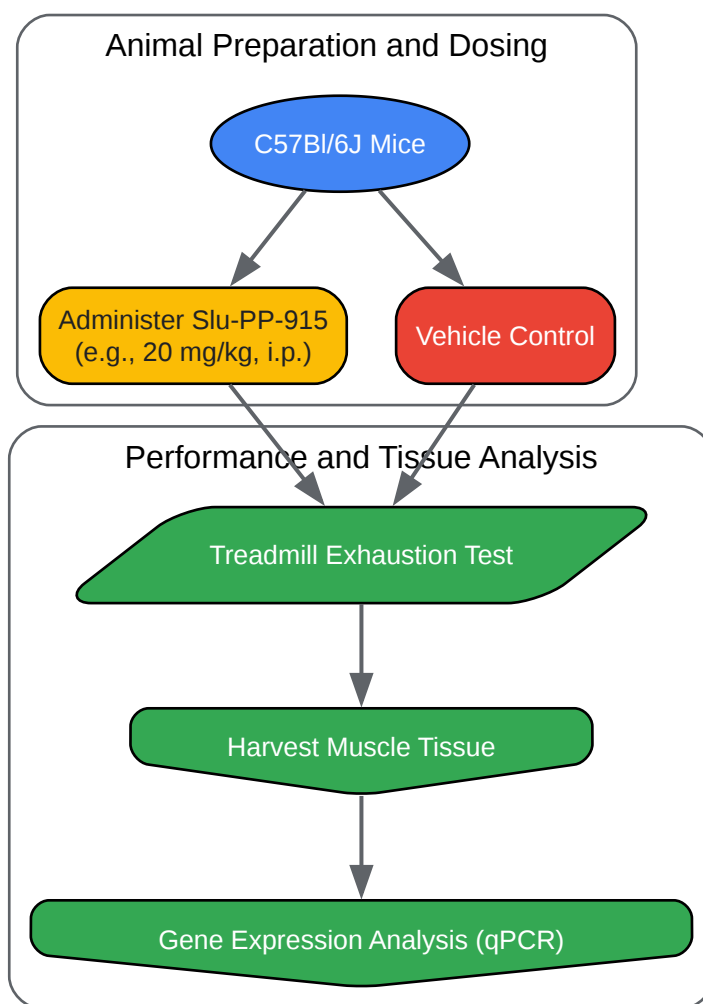 Animal Preparation and Dosing
C57Bl/6J Mice
Administer Slu-PP-915
(e.g., 20 mg/kg, i.p.)
Vehicle Control
Performance and Tissue Analysis
Treadmill Exhaustion Test
Harvest Muscle Tissue
Gene Expression Analysis (qPCR)